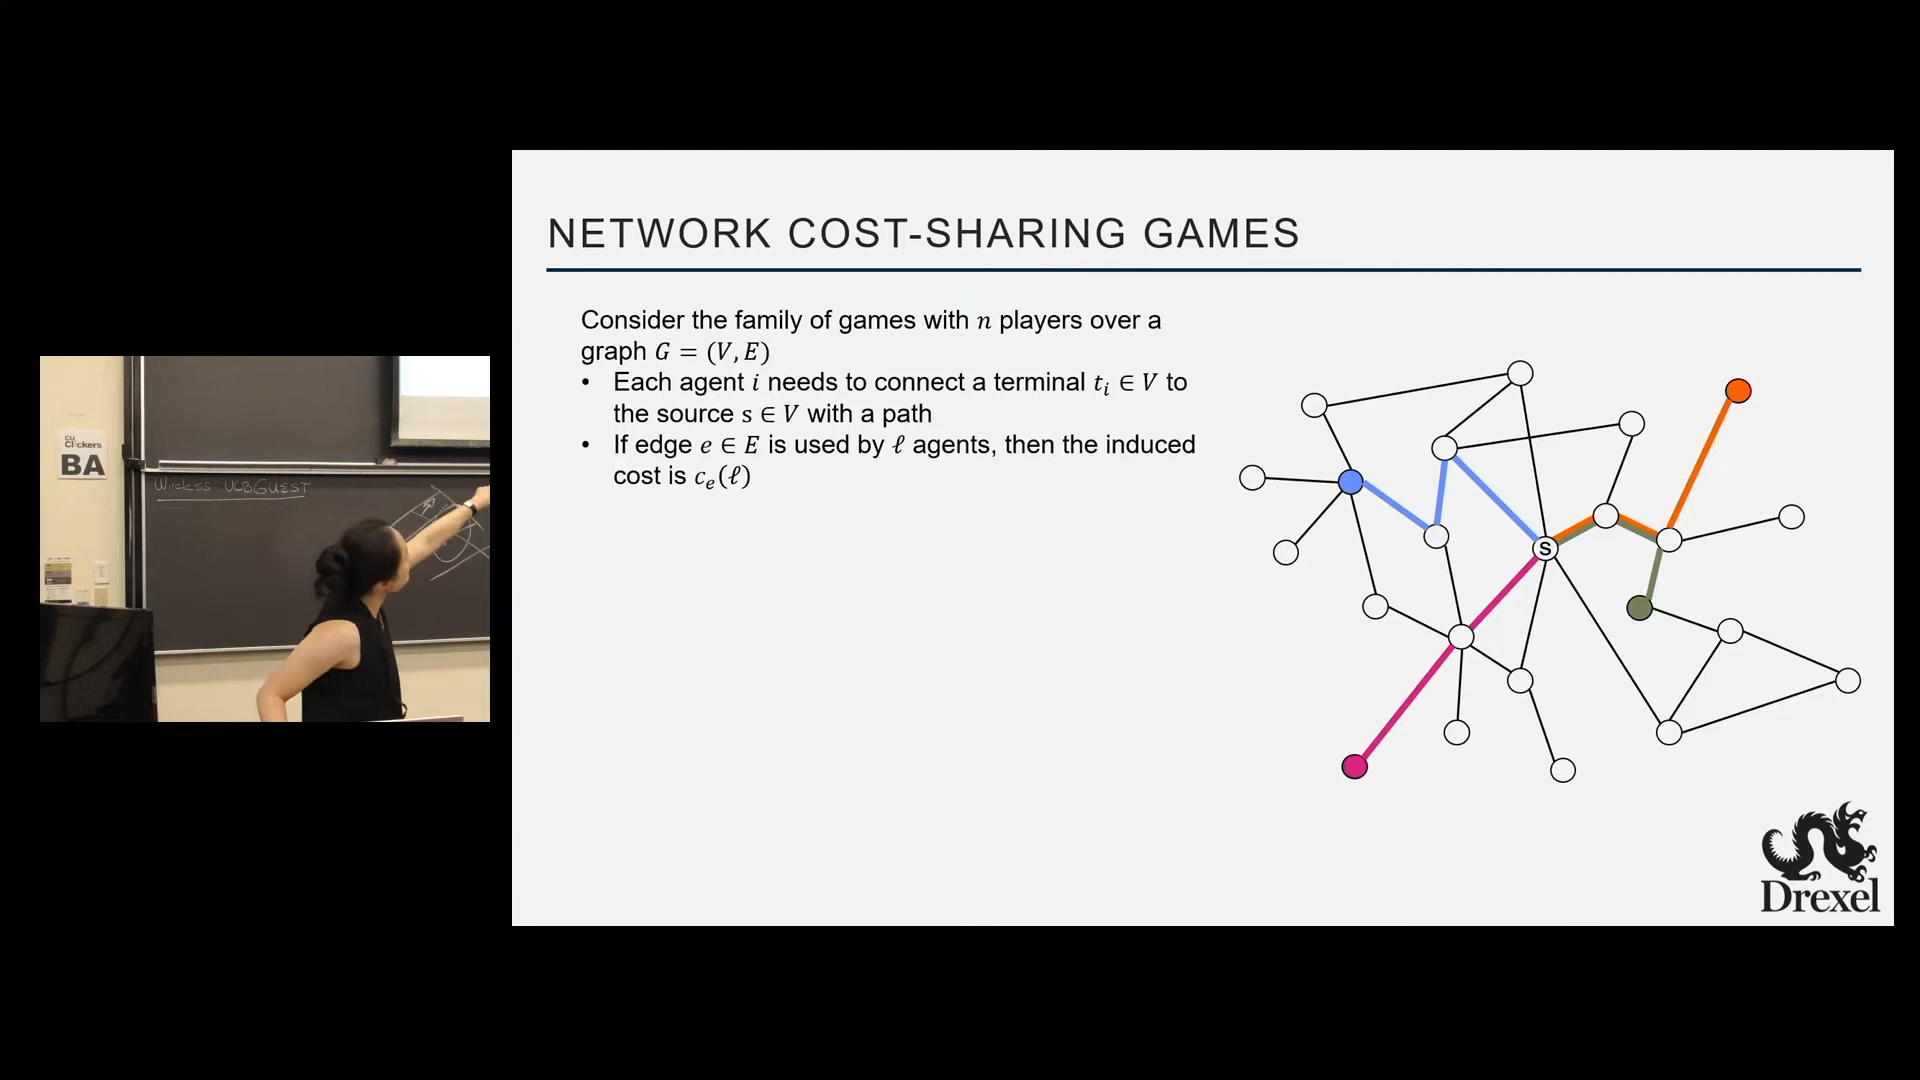 NETWORK COST-SHARING GAMES
Consider the family of games with n players over a
graph G = (V, E)
• Each agent i needs to connect a terminal tᵢ ∈ V to
the source s ∈ V with a path
• If edge e ∈ E is used by ℓ agents, then the induced
cost is cₑ(ℓ)
S
Drexel
CU Clickers
BA
Wireless UCBGUEST